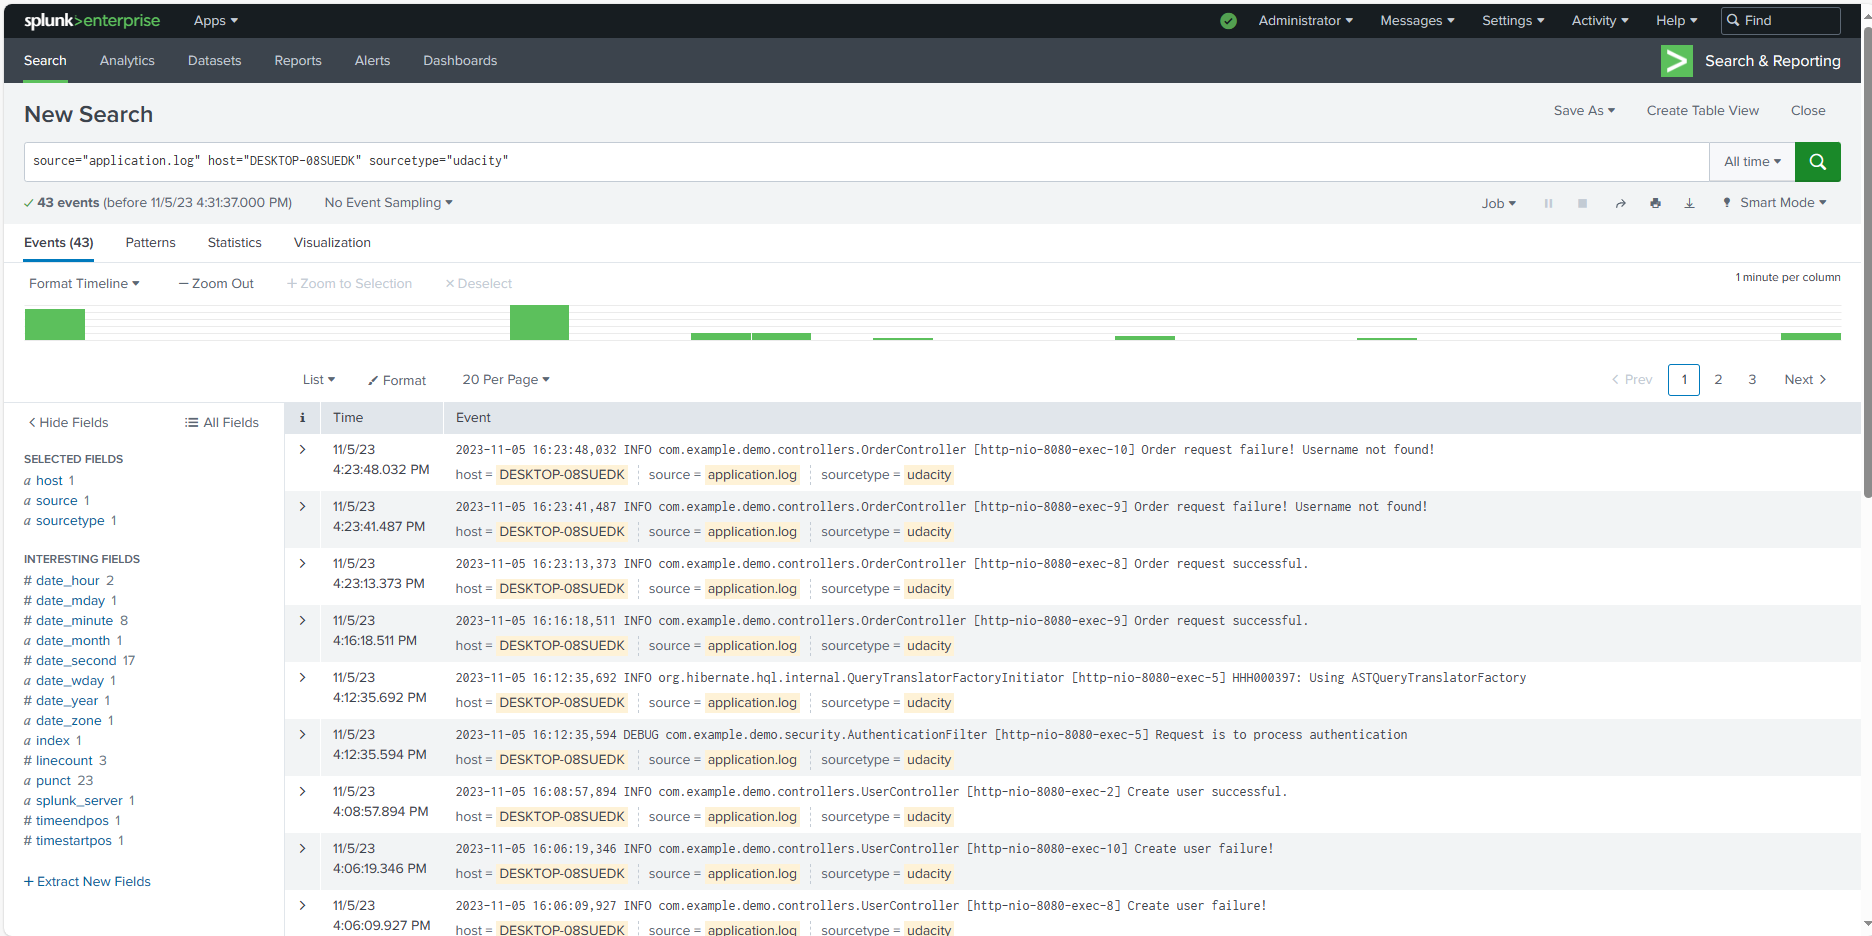 splunk>enterprise Apps Administrator Messages Settings Activity Help Find
Search Analytics Datasets Reports Alerts Dashboards Search & Reporting
New Search Save As Create Table View Close
source="application.log" host="DESKTOP-08SUEDK" sourcetype="udacity" All time
43 events (before 11/5/23 4:31:37.000 PM) No Event Sampling Job Smart Mode
Events (43) Patterns Statistics Visualization
Format Timeline — Zoom Out + Zoom to Selection × Deselect 1 minute per column
List Format 20 Per Page < Prev 1 2 3 Next >
< Hide Fields All Fields
SELECTED FIELDS
a host 1
a source 1
a sourcetype 1
INTERESTING FIELDS
# date_hour 2
# date_mday 1
# date_minute 8
a date_month 1
# date_second 17
a date_wday 1
# date_year 1
a date_zone 1
a index 1
# linecount 3
a punct 23
a splunk_server 1
# timeendpos 1
# timestartpos 1
+ Extract New Fields
i Time Event
11/5/23 2023-11-05 16:23:48,032 INFO com.example.demo.controllers.OrderController [http-nio-8080-exec-10] Order request failure! Username not found!
4:23:48.032 PM host = DESKTOP-08SUEDK source = application.log sourcetype = udacity
11/5/23 2023-11-05 16:23:41,487 INFO com.example.demo.controllers.OrderController [http-nio-8080-exec-9] Order request failure! Username not found!
4:23:41.487 PM host = DESKTOP-08SUEDK source = application.log sourcetype = udacity
11/5/23 2023-11-05 16:23:13,373 INFO com.example.demo.controllers.OrderController [http-nio-8080-exec-8] Order request successful.
4:23:13.373 PM host = DESKTOP-08SUEDK source = application.log sourcetype = udacity
11/5/23 2023-11-05 16:16:18,511 INFO com.example.demo.controllers.OrderController [http-nio-8080-exec-9] Order request successful.
4:16:18.511 PM host = DESKTOP-08SUEDK source = application.log sourcetype = udacity
11/5/23 2023-11-05 16:12:35,692 INFO org.hibernate.hql.internal.QueryTranslatorFactoryInitiator [http-nio-8080-exec-5] HHH000397: Using ASTQueryTranslatorFactory
4:12:35.692 PM host = DESKTOP-08SUEDK source = application.log sourcetype = udacity
11/5/23 2023-11-05 16:12:35,594 DEBUG com.example.demo.security.AuthenticationFilter [http-nio-8080-exec-5] Request is to process authentication
4:12:35.594 PM host = DESKTOP-08SUEDK source = application.log sourcetype = udacity
11/5/23 2023-11-05 16:08:57,894 INFO com.example.demo.controllers.UserController [http-nio-8080-exec-2] Create user successful.
4:08:57.894 PM host = DESKTOP-08SUEDK source = application.log sourcetype = udacity
11/5/23 2023-11-05 16:06:19,346 INFO com.example.demo.controllers.UserController [http-nio-8080-exec-10] Create user failure!
4:06:19.346 PM host = DESKTOP-08SUEDK source = application.log sourcetype = udacity
11/5/23 2023-11-05 16:06:09,927 INFO com.example.demo.controllers.UserController [http-nio-8080-exec-8] Create user failure!
4:06:09.927 PM host = DESKTOP-08SUEDK source = application.log sourcetype = udacity